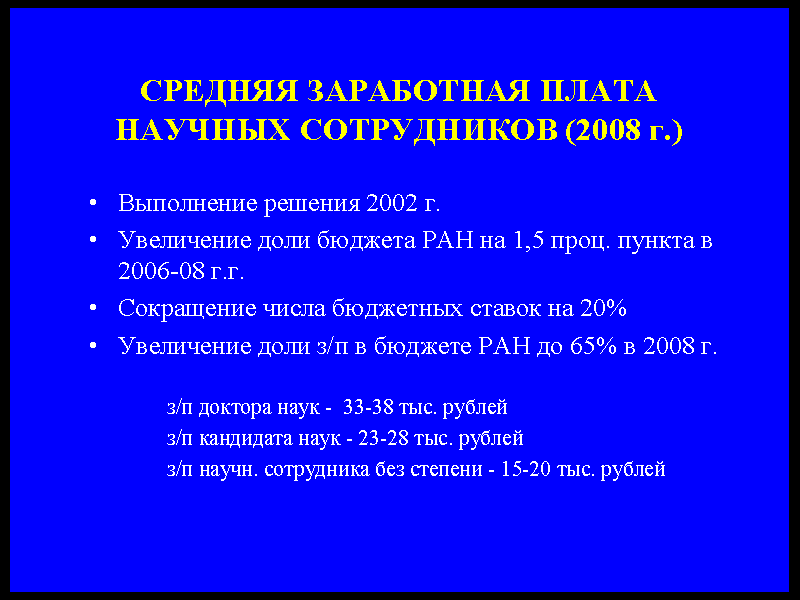 СРЕДНЯЯ ЗАРАБОТНАЯ ПЛАТА
НАУЧНЫХ СОТРУДНИКОВ (2008 г.)
• Выполнение решения 2002 г.
• Увеличение доли бюджета РАН на 1,5 проц. пункта в
2006-08 г.г.
• Сокращение числа бюджетных ставок на 20%
• Увеличение доли з/п в бюджете РАН до 65% в 2008 г.
з/п доктора наук - 33-38 тыс. рублей
з/п кандидата наук - 23-28 тыс. рублей
з/п научн. сотрудника без степени - 15-20 тыс. рублей